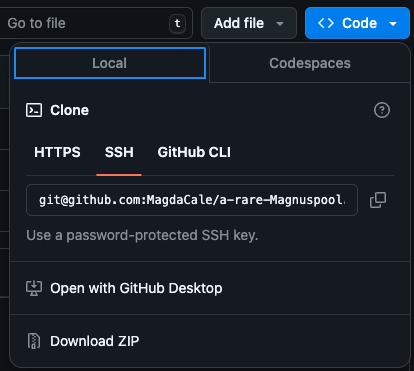 Go to file t Add file <> Code
Local Codespaces
Clone
HTTPS SSH GitHub CLI
git@github.com:MagdaCale/a-rare-Magnuspool.
Use a password-protected SSH key.
Open with GitHub Desktop
Download ZIP